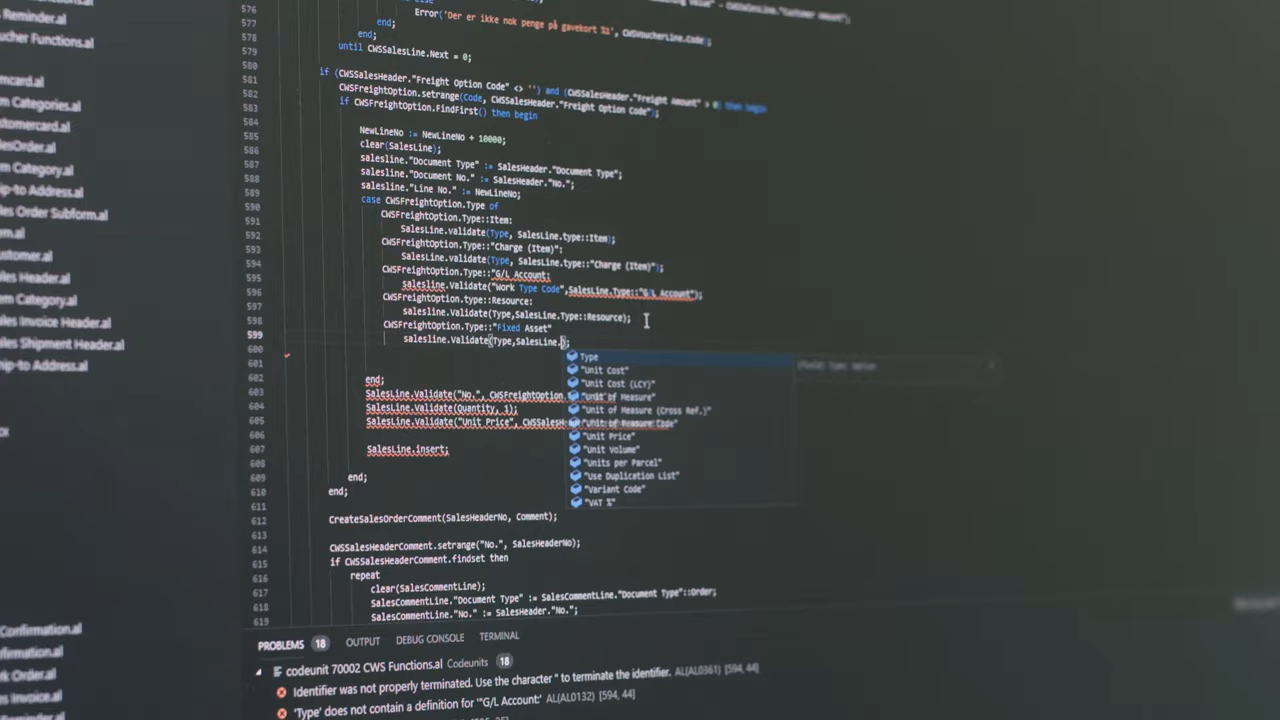 Reminder.al
ucher Functions.al
mcard.al
m Categories.al
stomercard.al
esOrder.al
m Category.al
ip-to Address.al
les Order Subform.al
em.al
ustomer.al
les Header.al
m Category.al
les Invoice Header.al
les Shipment Header.al
ip-to Address.al
Confirmation.al
firmation.al
rk Order.al
s Invoice.al
Reminder.al
576
577 Error('Der er ikke nok penge på gavekort %1', CWSVoucherLine.Code);
578 end;
579 end;
580 until CWSSalesLine.Next = 0;
581 if (CWSSalesHeader."Freight Option Code" <> '') and (CWSSalesHeader."Freight Amount" > 0) then begin
582 CWSFreightOption.setrange(Code, CWSSalesHeader."Freight Option Code");
583 if CWSFreightOption.FindFirst() then begin
584
585 NewLineNo := NewLineNo + 10000;
586 clear(SalesLine);
587 salesline."Document Type" := SalesHeader."Document Type";
588 salesline."Document No." := SalesHeader."No.";
589 salesline."Line No." := NewLineNo;
590 case CWSFreightOption.Type of
591 CWSFreightOption.Type::Item:
592 SalesLine.validate(Type, SalesLine.type::Item);
593 CWSFreightOption.Type::"Charge (Item)":
594 Salesline.validate(Type, SalesLine.type::"Charge (Item)");
595 CWSFreightOption.Type::"G/L Account:
596 salesline.validate("Work Type Code",SalesLine.Type::"G/L Account");
597 CWSFreightOption.type::Resource:
598 salesline.validate(Type,SalesLine.Type::Resource);
599 CWSFreightOption.Type::"Fixed Asset"
600 salesline.validate(Type,SalesLine.);
601
602 end;
603 SalesLine.Validate("No.", CWSFreightOption.
604 SalesLine.Validate(Quantity, 1);
605 SalesLine.Validate("Unit Price", CWSSalesH
606
607 SalesLine.insert;
608
609 end;
610 end;
611
612 CreateSalesOrderComment(SalesHeaderNo, Comment);
613
614 CWSSalesHeaderComment.setrange("No.", SalesHeaderNo);
615 if CWSSalesHeaderComment.findset then
616 repeat
617 clear(SalesCommentLine);
618 SalesCommentLine."Document Type" := SalesCommentLine."Document Type"::Order;
619 SalesCommentLine."No." := SalesHeader."No.";
Type
"Unit Cost"
"Unit Cost (LCY)"
"Unit of Measure"
"Unit of Measure (Cross Ref.)"
"Unit of Measure Code"
"Unit Price"
"Unit Volume"
"Units per Parcel"
"Use Duplication List"
"Variant Code"
"VAT %"
PROBLEMS 18 OUTPUT DEBUG CONSOLE TERMINAL
codeunit 70002 CWS Functions.al Codeunits 18
Identifier was not properly terminated. Use the character " to terminate the identifier. AL(AL0361) [594, 44]
'Type' does not contain a definition for '"G/L Account:' AL(AL0132) [594, 44]